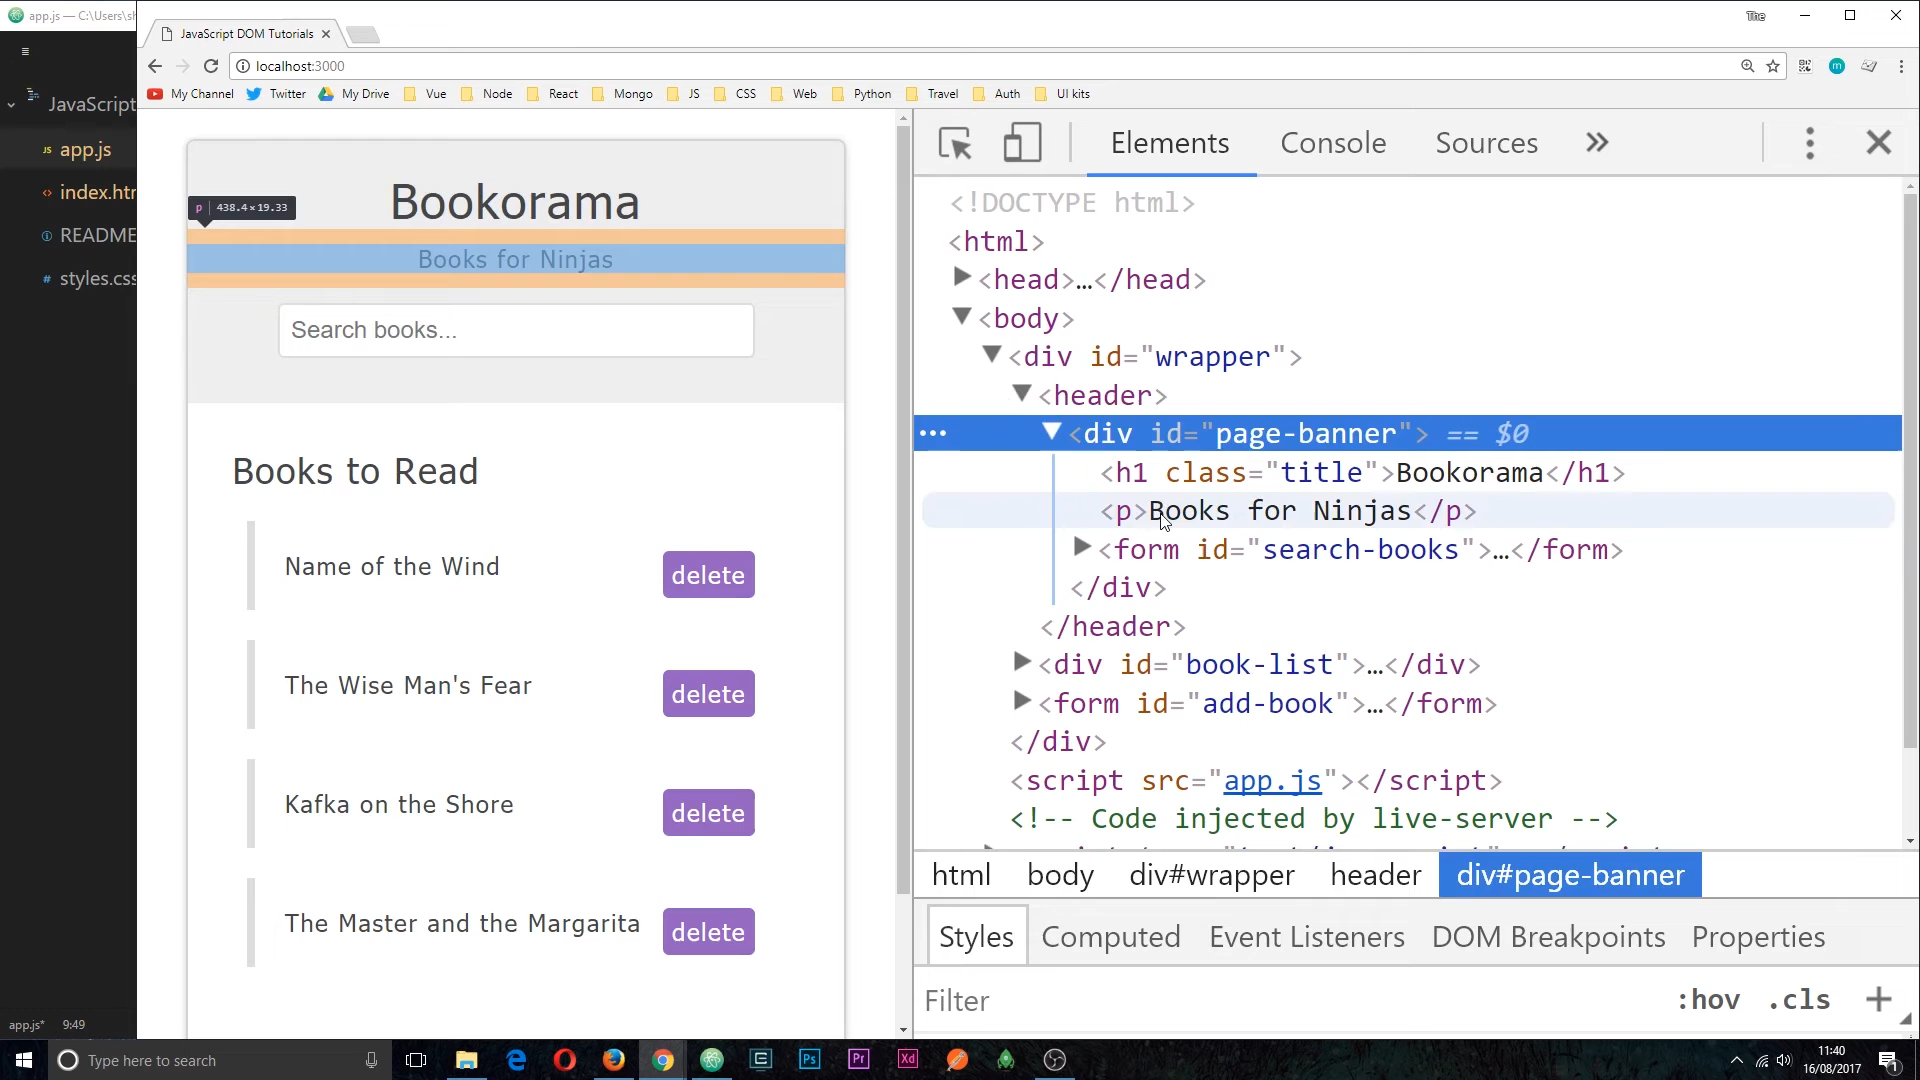 app.js — C:\Users\sh
The
JavaScript DOM Tutorials
localhost:3000
My Channel Twitter My Drive Vue Node React Mongo JS CSS Web Python Travel Auth UI kits
JavaScript
app.js
index.htm
README
styles.css
app.js* 9:49
Bookorama
p 438.4×19.33
Books for Ninjas
Search books...
Books to Read
Name of the Wind delete
The Wise Man's Fear delete
Kafka on the Shore delete
The Master and the Margarita delete
Elements Console Sources »
<!DOCTYPE html>
<html>
<head>…</head>
<body>
<div id="wrapper">
<header>
… <div id="page-banner"> == $0
<h1 class="title">Bookorama</h1>
<p>Books for Ninjas</p>
<form id="search-books">…</form>
</div>
</header>
<div id="book-list">…</div>
<form id="add-book">…</form>
</div>
<script src="app.js"></script>
<!-- Code injected by live-server -->
html body div#wrapper header div#page-banner
Styles Computed Event Listeners DOM Breakpoints Properties
Filter :hov .cls +
Type here to search
Ps Pr Xd
11:40
16/08/2017
1